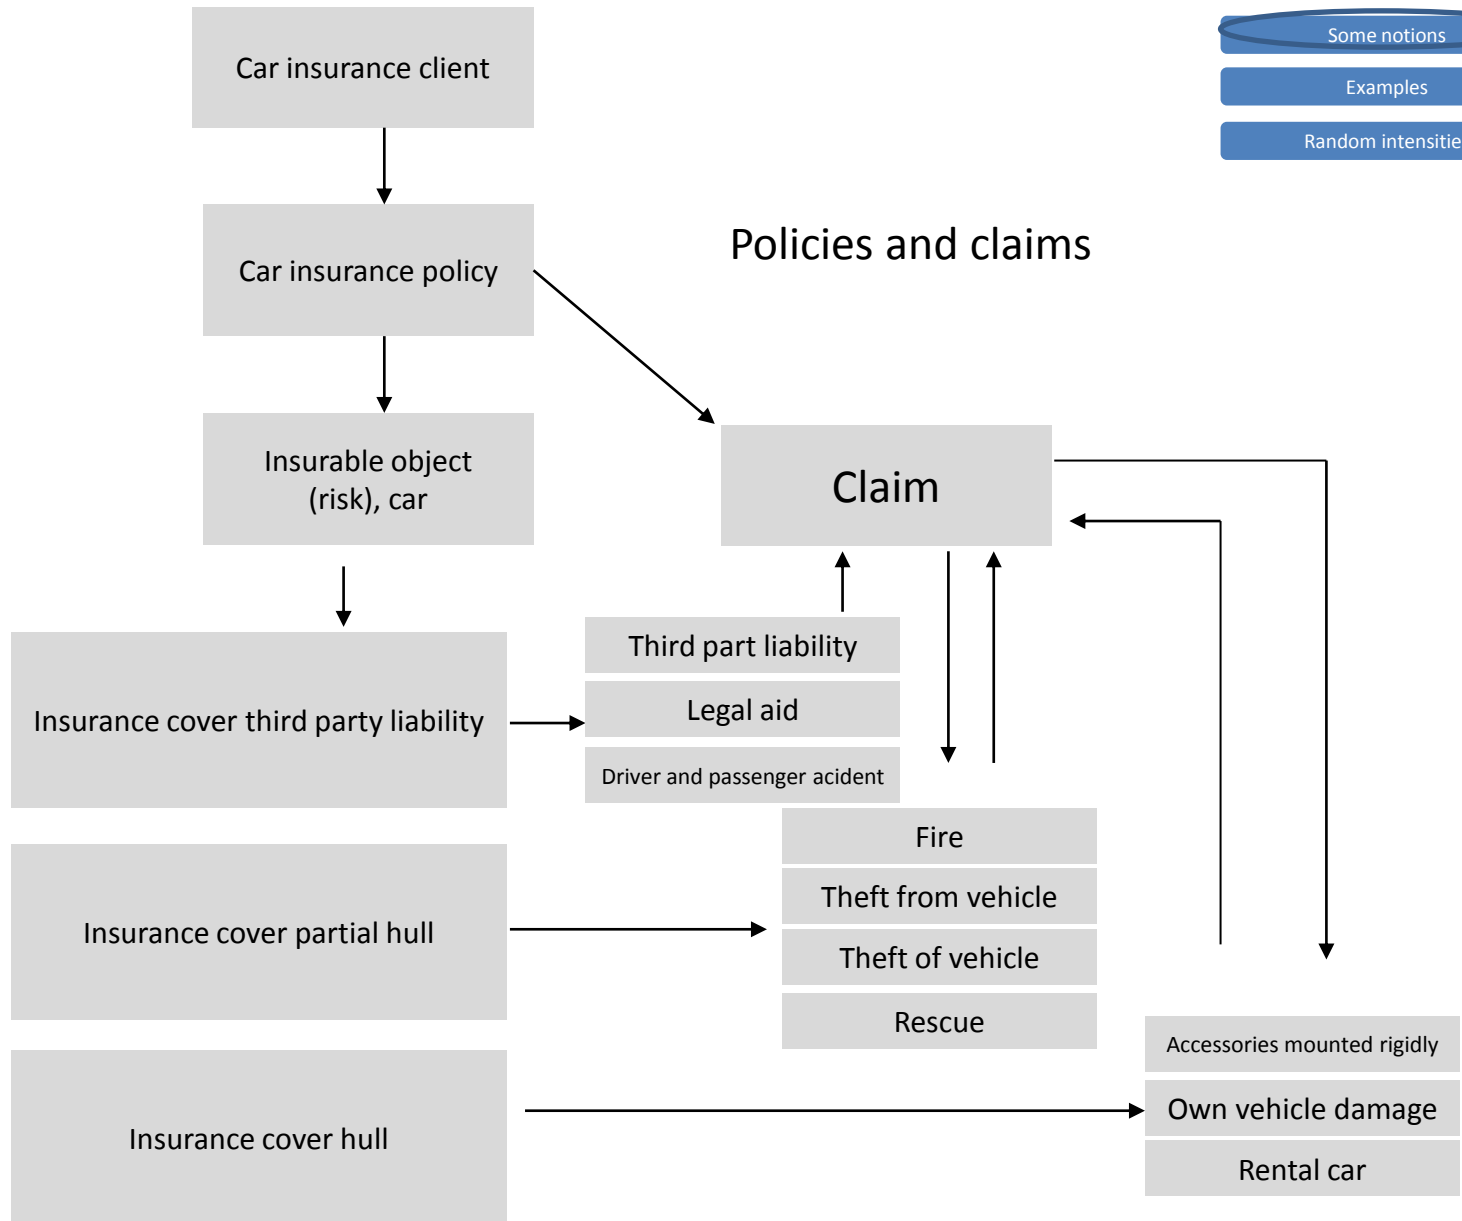 Car insurance client
Some notions
Examples
Random intensitie
Policies and claims
Car insurance policy
Insurable object
(risk), car
Claim
Insurance cover third party liability
Third part liability
Legal aid
Driver and passenger acident
Insurance cover partial hull
Fire
Theft from vehicle
Theft of vehicle
Rescue
Insurance cover hull
Accessories mounted rigidly
Own vehicle damage
Rental car